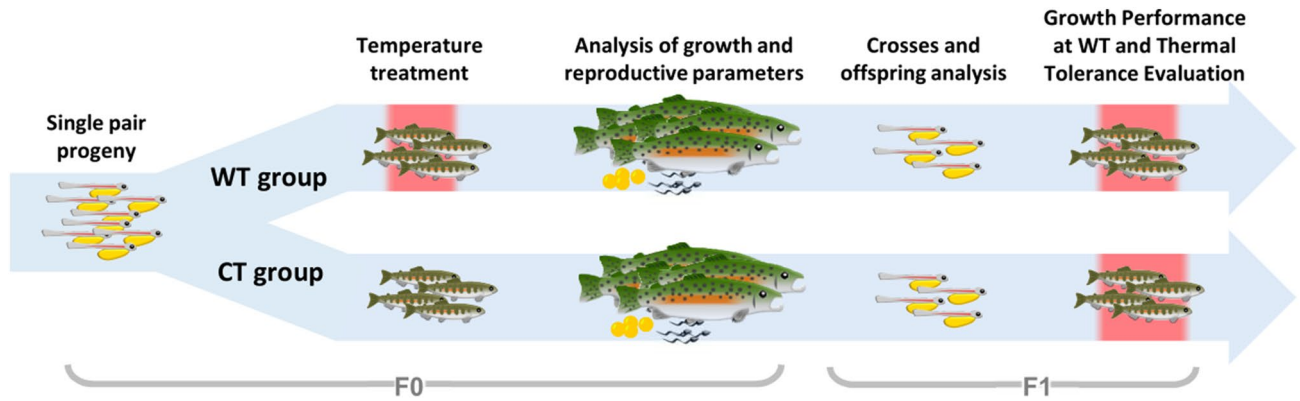 Single pair
progeny
WT group
CT group
Temperature
treatment
Analysis of growth and
reproductive parameters
Crosses and
offspring analysis
Growth Performance
at WT and Thermal
Tolerance Evaluation
F0
F1